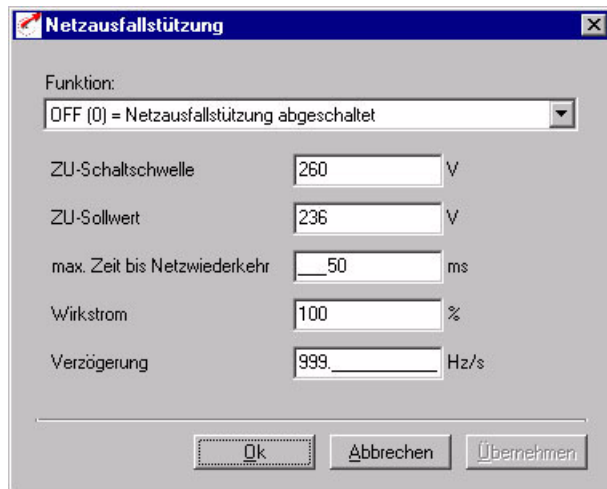 Netzausfallstützung
Funktion:
OFF (0) = Netzausfallstützung abgeschaltet
ZU-Schaltschwelle 260 V
ZU-Sollwert 236 V
max. Zeit bis Netzwiederkehr ___50 ms
Wirkstrom 100 %
Verzögerung 999.__________ Hz/s
Ok Abbrechen Übernehmen